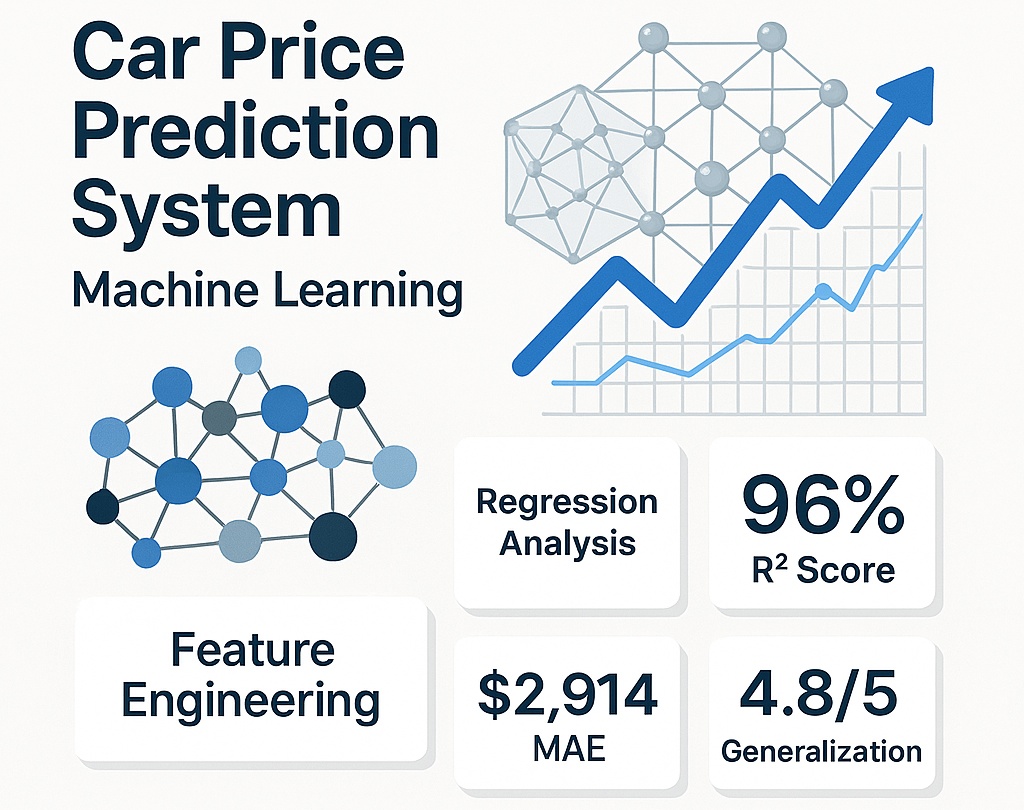 Car Price
Prediction
System
Machine Learning
Feature
Engineering
Regression
Analysis
96%
R² Score
$2,914
MAE
4.8/5
Generalization